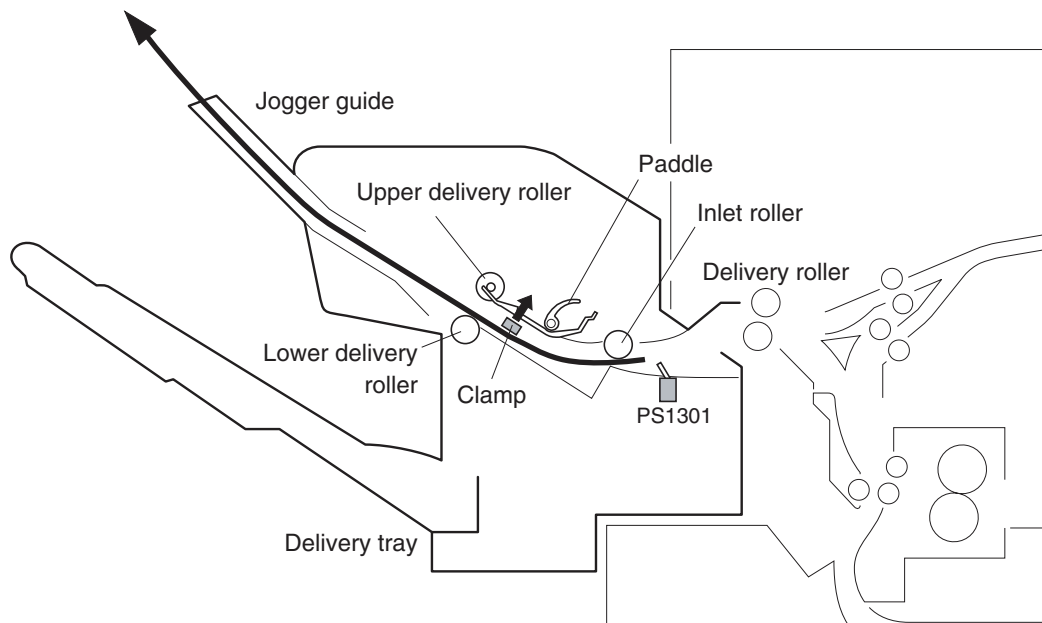 Jogger guide
Paddle
Upper delivery roller
Inlet roller
Delivery roller
Lower delivery
roller
Clamp
PS1301
Delivery tray